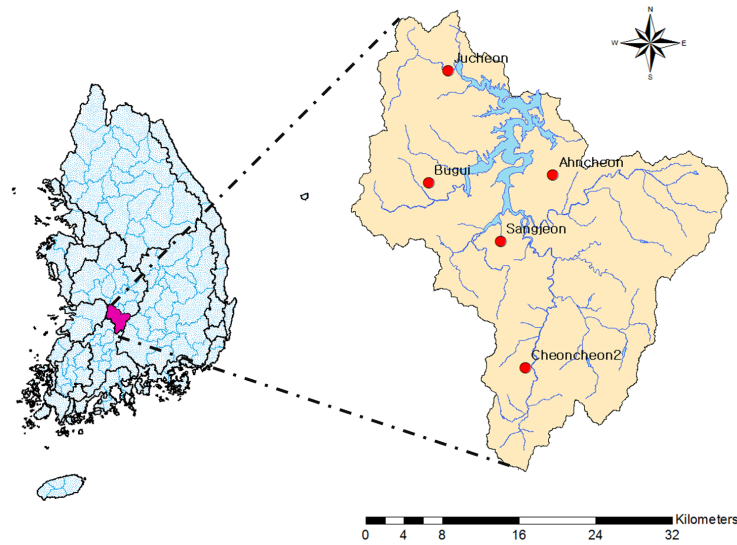 N
W
E
S
Jucheon
Ahncheon
Bugui
Sangjeon
Cheoncheon2
Kilometers
0 4 8 16 24 32